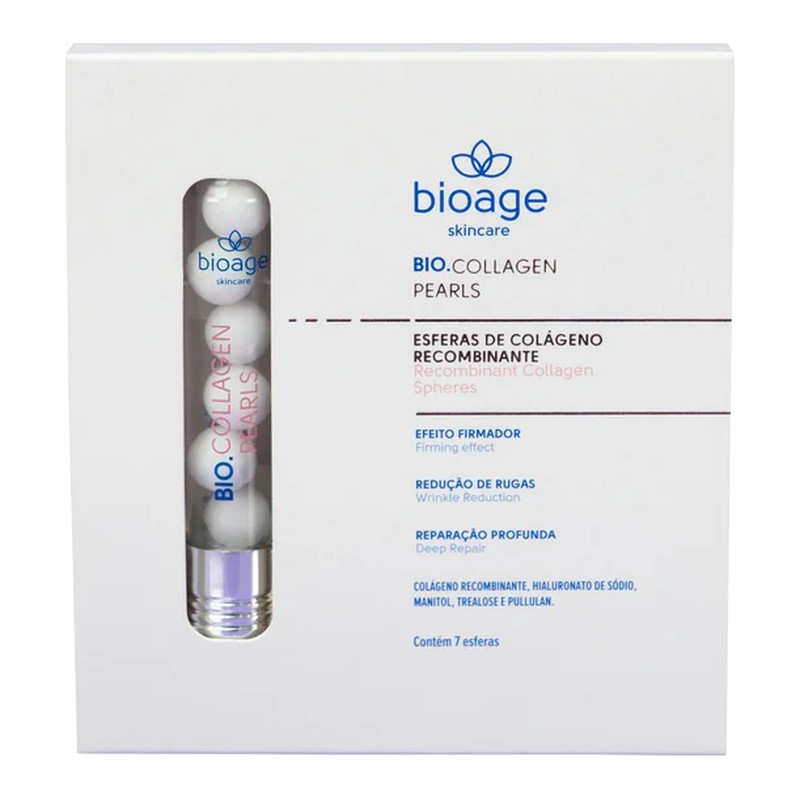 bioage
skincare
BIO.COLLAGEN
PEARLS
bioage
skincare
BIO.COLLAGEN
PEARLS
ESFERAS DE COLÁGENO
RECOMBINANTE
Recombinant Collagen
Spheres
EFEITO FIRMADOR
Firming effect
REDUÇÃO DE RUGAS
Wrinkle Reduction
REPARAÇÃO PROFUNDA
Deep Repair
COLÁGENO RECOMBINANTE, HIALURONATO DE SÓDIO,
MANITOL, TREALOSE E PULLULAN.
Contém 7 esferas